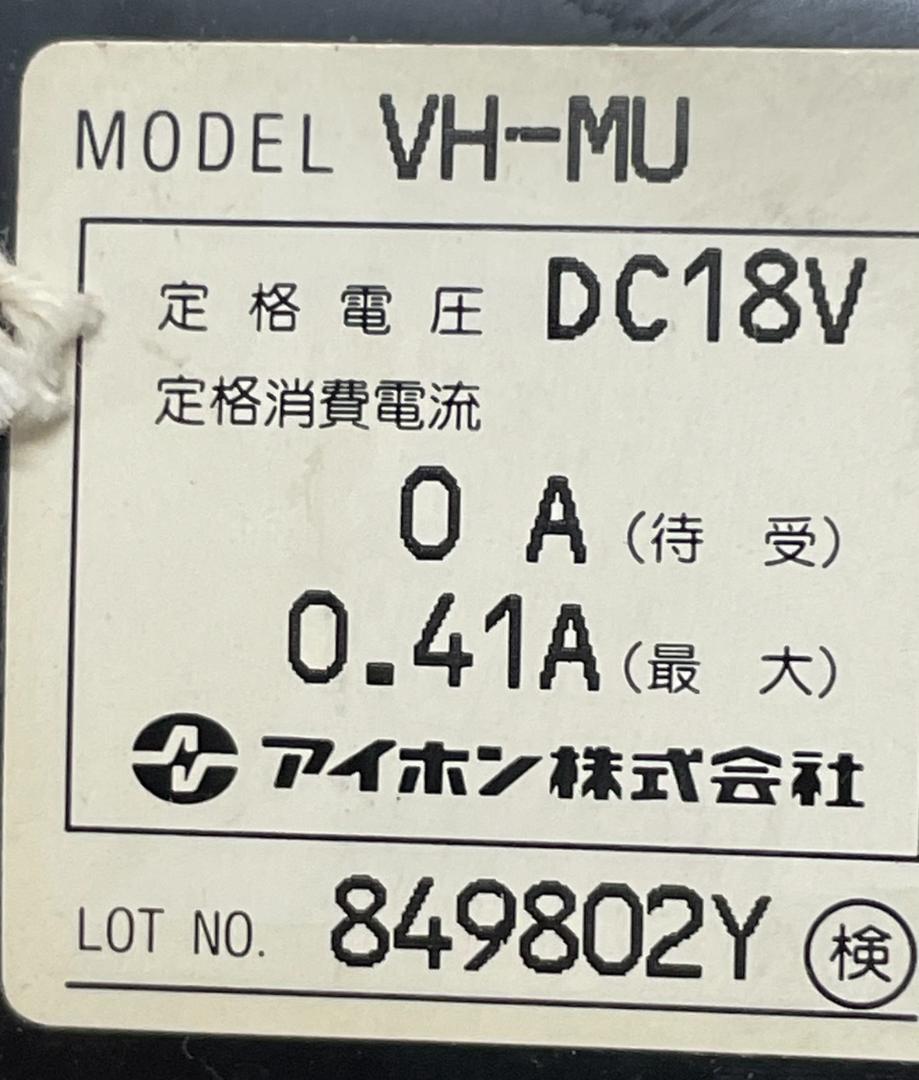 MODEL VH-MU
定格電圧 DC18V
定格消費電流
0 A (待 受)
0.41A (最 大)
アイホン株式会社
LOT NO. 849802Y 検